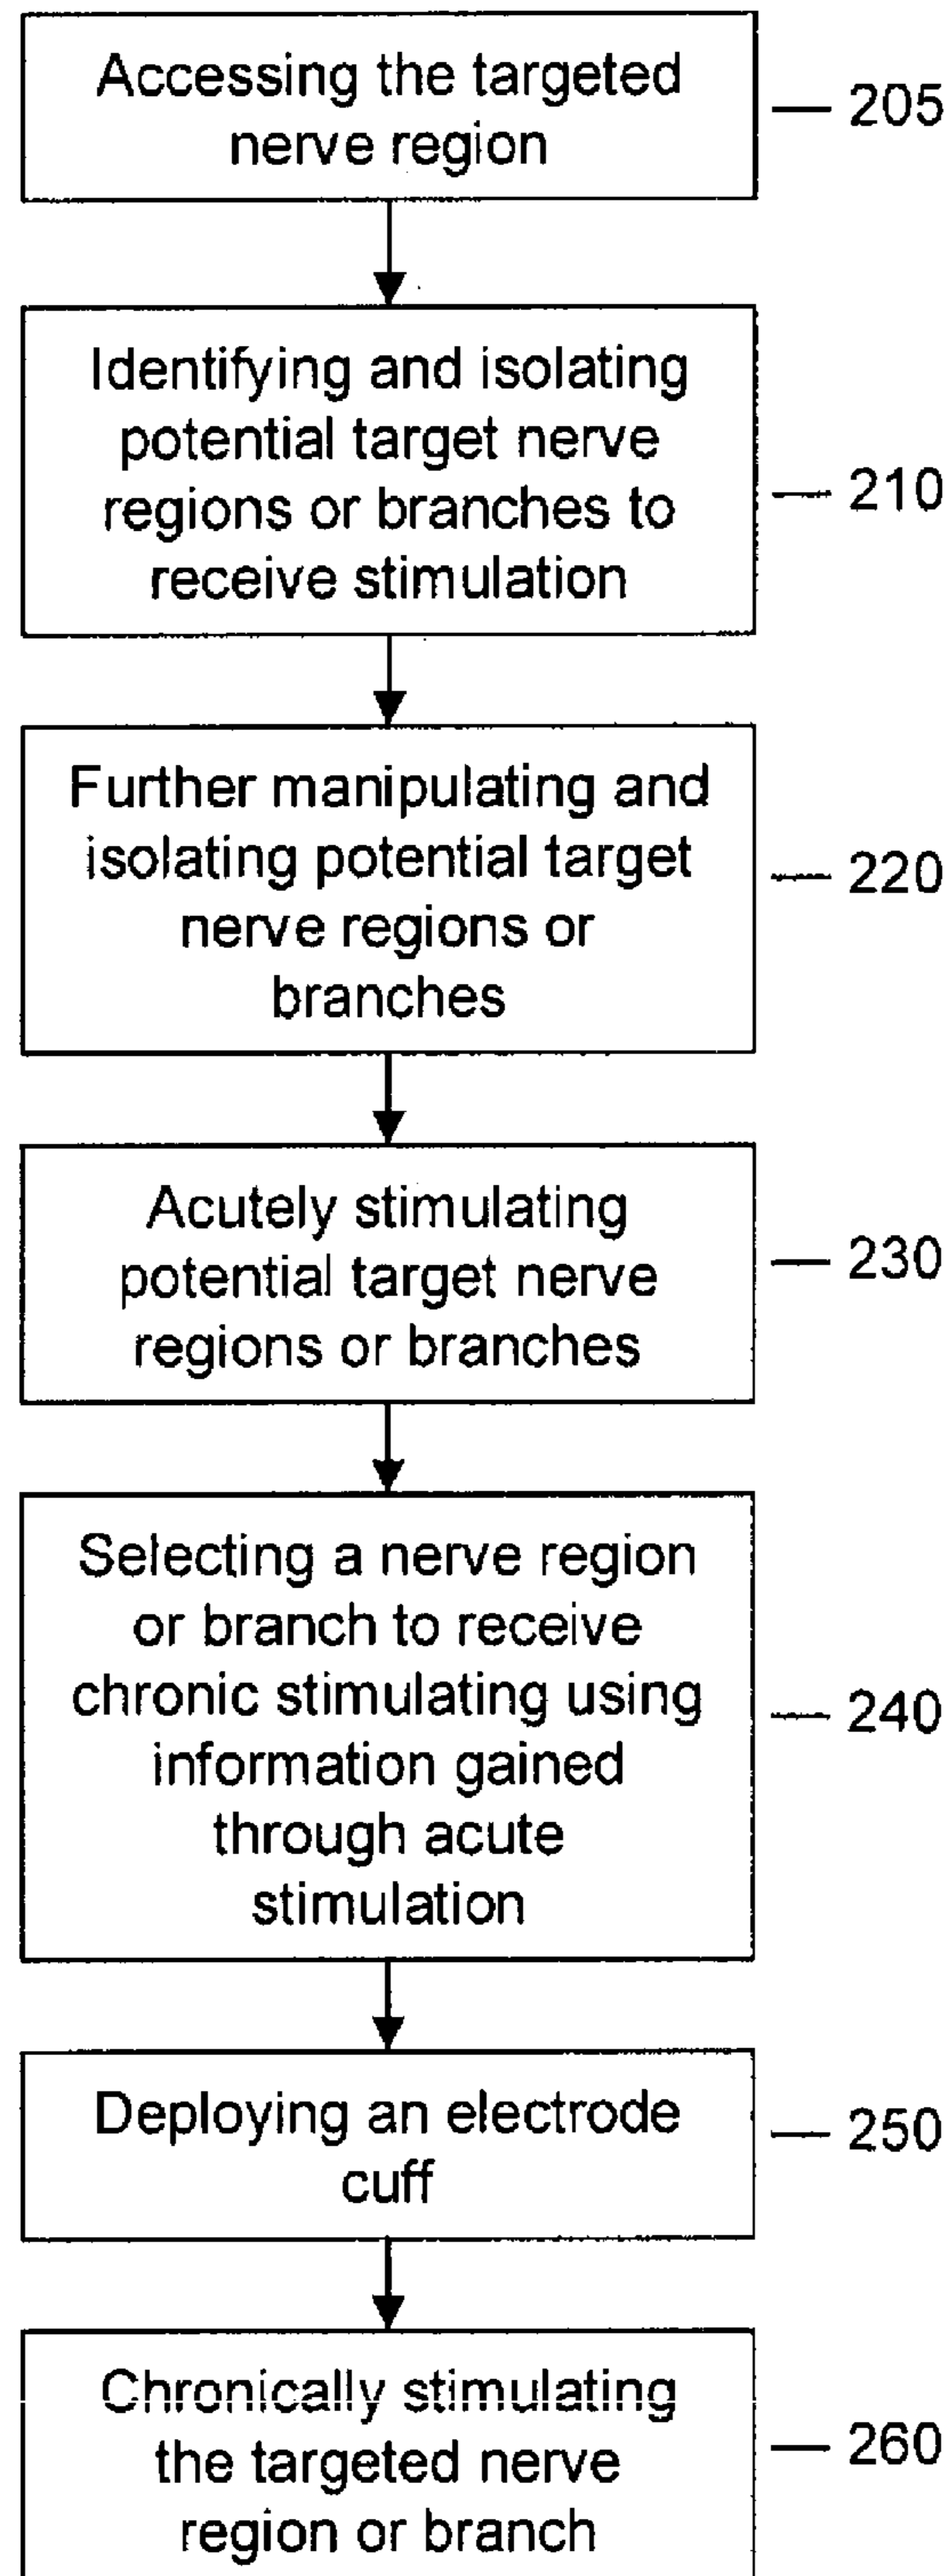 Accessing the targeted
nerve region
205
Identifying and isolating
potential target nerve
regions or branches to
receive stimulation
210
Further manipulating and
isolating potential target
nerve regions or
branches
220
Acutely stimulating
potential target nerve
regions or branches
230
Selecting a nerve region
or branch to receive
chronic stimulating using
information gained
through acute
stimulation
240
Deploying an electrode
cuff
250
Chronically stimulating
the targeted nerve
region or branch
260